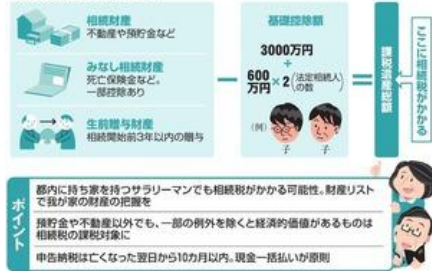 相続財産
不動産や預貯金など
みなし相続財産
死亡保険金など。
一部控除あり
生前贈与財産
相続開始前3年以内の贈与
基礎控除額
3000万円
+
600万円×2(法定相続人の数)
(例)
子 子
課税遺産総額
ここに相続税がかかる
ポイント
都内に持ち家を持つサラリーマンでも相続税がかかる可能性。財産リスト
で我が家の財産の把握を
預貯金や不動産以外でも、一部の例外を除くと経済的価値があるものは
相続税の課税対象に
申告納税は亡くなった翌日から10カ月以内。現金一括払いが原則